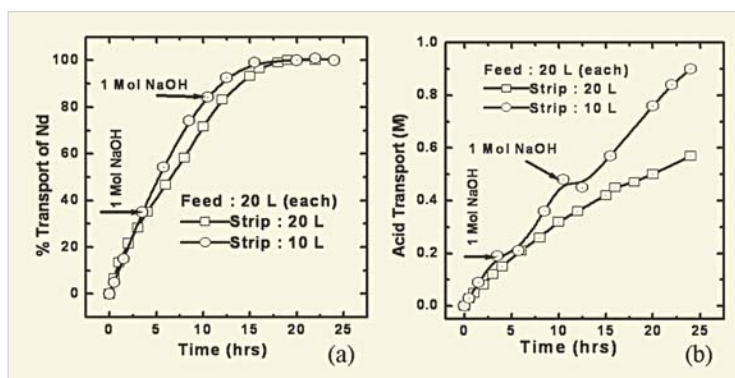 100
80
60
40
20
0
% Transport of Nd
1 Mol NaOH
1 Mol NaOH
Feed : 20 L (each)
Strip : 20 L
Strip : 10 L
0 5 10 15 20 25
Time (hrs)
(a)
1.0
0.8
0.6
0.4
0.2
0.0
Acid Transport (M)
Feed : 20 L (each)
Strip : 20 L
Strip : 10 L
1 Mol NaOH
1 Mol NaOH
0 5 10 15 20 25
Time (hrs)
(b)